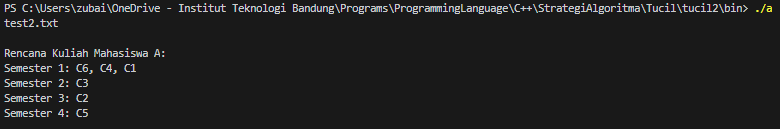 PS C:\Users\zubai\OneDrive - Institut Teknologi Bandung\Programs\ProgrammingLanguage\C++\StrategiAlgoritma\Tucil\tucil2\bin> ./a
test2.txt
Rencana Kuliah Mahasiswa A:
Semester 1: C6, C4, C1
Semester 2: C3
Semester 3: C2
Semester 4: C5